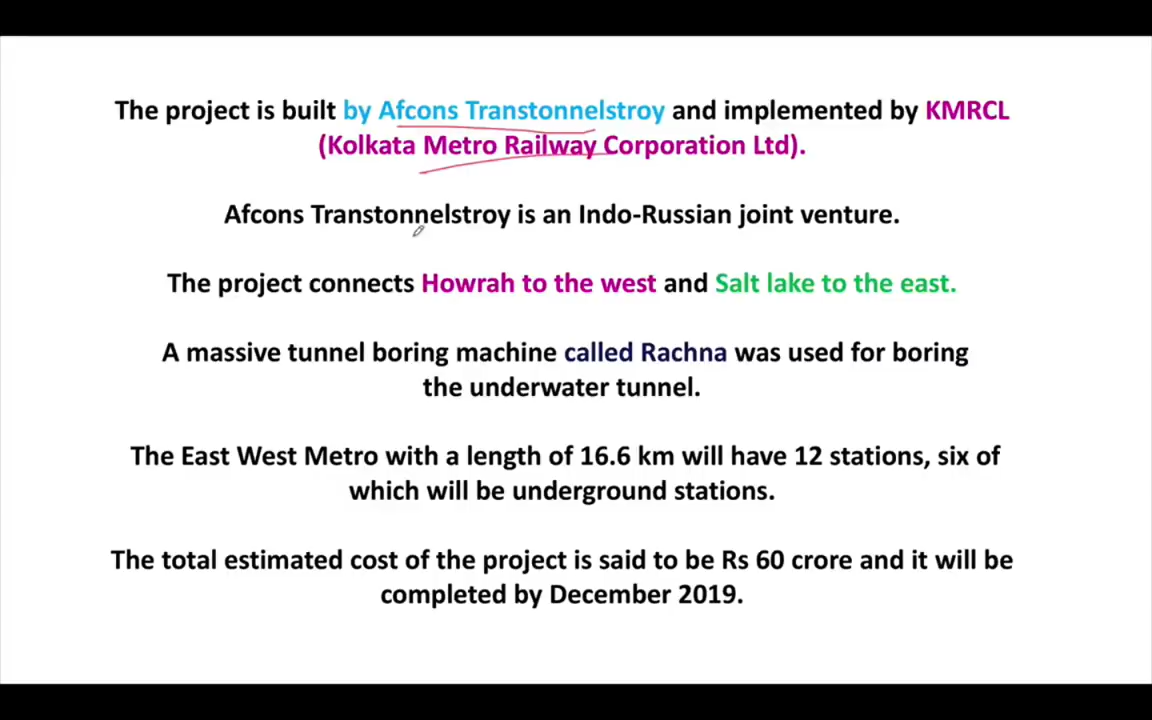 The project is built by Afcons Transtonnelstroy and implemented by KMRCL
(Kolkata Metro Railway Corporation Ltd).
Afcons Transtonnelstroy is an Indo-Russian joint venture.
The project connects Howrah to the west and Salt lake to the east.
A massive tunnel boring machine called Rachna was used for boring
the underwater tunnel.
The East West Metro with a length of 16.6 km will have 12 stations, six of
which will be underground stations.
The total estimated cost of the project is said to be Rs 60 crore and it will be
completed by December 2019.